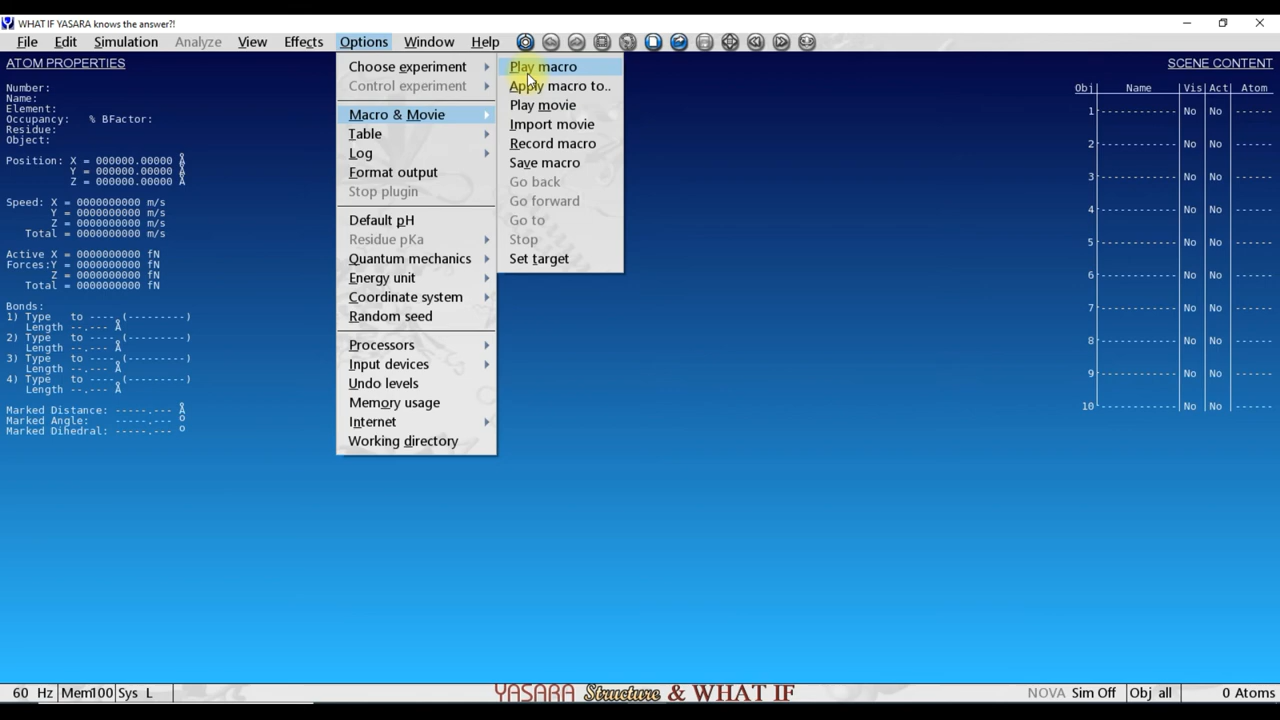 WHAT IF YASARA knows the answer?!
File Edit Simulation Analyze View Effects Options Window Help
ATOM PROPERTIES
Number:
Name:
Element:
Occupancy: % BFactor:
Residue:
Object:
Position: X = 000000.00000 Å
Y = 000000.00000 Å
Z = 000000.00000 Å
Speed: X = 0000000000 m/s
Y = 0000000000 m/s
Z = 0000000000 m/s
Total = 0000000000 m/s
Active X = 0000000000 fN
Forces:Y = 0000000000 fN
Z = 0000000000 fN
Total = 0000000000 fN
Bonds:
1) Type to ----.(---------)
Length --.--- Å
2) Type to ----.(---------)
Length --.--- Å
3) Type to ----.(---------)
Length --.--- Å
4) Type to ----.(---------)
Length --.--- Å
Marked Distance: -----.--- Å
Marked Angle: -----.--- o
Marked Dihedral: -----.--- o
Choose experiment
Control experiment
Macro & Movie
Table
Log
Format output
Stop plugin
Default pH
Residue pKa
Quantum mechanics
Energy unit
Coordinate system
Random seed
Processors
Input devices
Undo levels
Memory usage
Internet
Working directory
Play macro
Apply macro to..
Play movie
Import movie
Record macro
Save macro
Go back
Go forward
Go to
Stop
Set target
SCENE CONTENT
Obj Name Vis Act Atom
1 ------------ No No -----
2 ------------ No No -----
3 ------------ No No -----
4 ------------ No No -----
5 ------------ No No -----
6 ------------ No No -----
7 ------------ No No -----
8 ------------ No No -----
9 ------------ No No -----
10 ------------ No No -----
60 Hz Mem100 Sys L YASARA Structure & WHAT IF NOVA Sim Off Obj all 0 Atoms